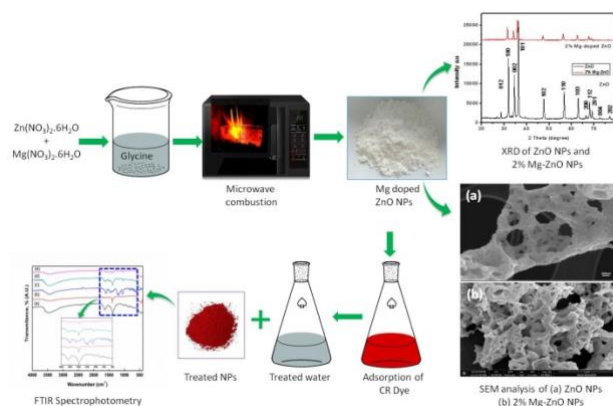 Zn(NO3)2.6H2O
+
Mg(NO3)2.6H2O
Glycine
Microwave
combustion
Mg doped
ZnO NPs
Intensity
2% Mg-doped ZnO
ZnO
2% Mg-ZnO
ZnO
2 Theta (degree)
XRD of ZnO NPs and
2% Mg-ZnO NPs
(a)
(b)
SEM analysis of (a) ZnO NPs
(b) 2% Mg-ZnO NPs
Adsorption of
CR Dye
Treated water
+
Treated NPs
Transmittance, % (A.U.)
Wavenumber (cm-1)
FTIR Spectrophotometry